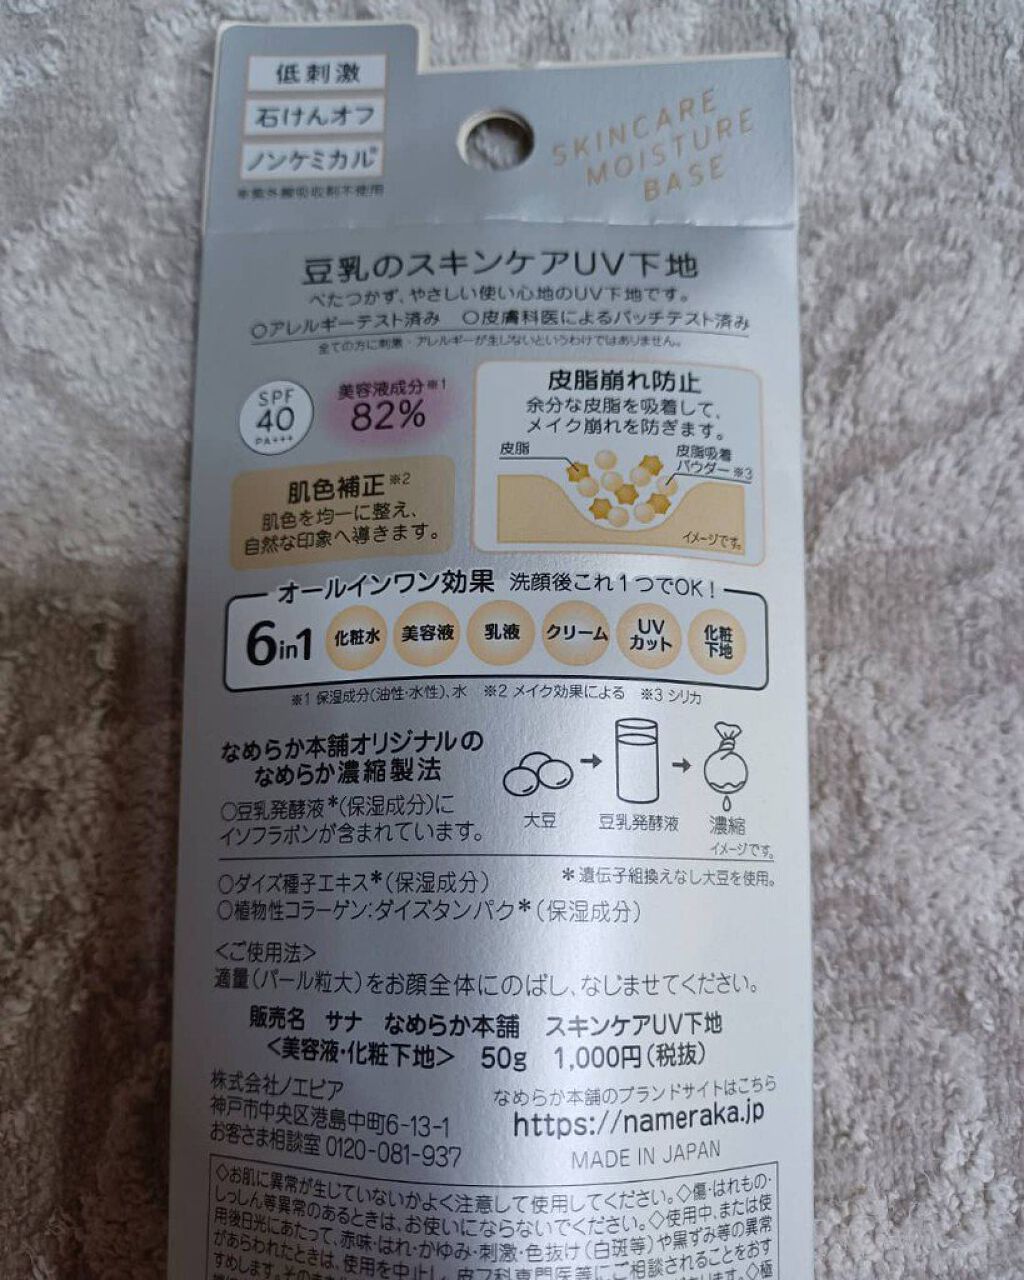 低刺激
石けんオフ
ノンケミカル※
※紫外線吸収剤不使用
SKINCARE
MOISTURE
BASE
豆乳のスキンケアUV下地
べたつかず、やさしい使い心地のUV下地です。
○アレルギーテスト済み ○皮膚科医によるパッチテスト済み
全ての方に刺激・アレルギーが生じないというわけではありません。
SPF
40
PA+++
美容液成分※1
82%
皮脂崩れ防止
余分な皮脂を吸着して、
メイク崩れを防ぎます。
皮脂
皮脂吸着
パウダー※3
イメージです。
肌色補正※2
肌色を均一に整え、
自然な印象へ導きます。
オールインワン効果 洗顔後これ1つでOK!
6in1 化粧水 美容液 乳液 クリーム UVカット 化粧下地
※1 保湿成分(油性・水性)、水 ※2 メイク効果による ※3 シリカ
なめらか本舗オリジナルの
なめらか濃縮製法
○豆乳発酵液*(保湿成分)に
イソフラボンが含まれています。
大豆 豆乳発酵液 濃縮
イメージです。
○ダイズ種子エキス*(保湿成分) *遺伝子組換えなし大豆を使用。
○植物性コラーゲン:ダイズタンパク*(保湿成分)
<ご使用法>
適量(パール粒大)をお顔全体にのばし、なじませてください。
販売名 サナ なめらか本舗 スキンケアUV下地
<美容液・化粧下地> 50g 1,000円(税抜)
株式会社ノエビア
神戸市中央区港島中町6-13-1
お客さま相談室 0120-081-937
なめらか本舗のブランドサイトはこちら
https://nameraka.jp
MADE IN JAPAN
◇お肌に異常が生じていないかよく注意して使用してください。◇傷・はれもの・
しっしん等異常のあるときは、お使いにならないでください。◇使用中、または使
用後日光にあたって、赤味・はれ・かゆみ・刺激・色抜け(白斑等)や黒ずみ等の異常
があらわれたときは、使用を中止し、皮フ科専門医等にご相談されることをおす
すめします。